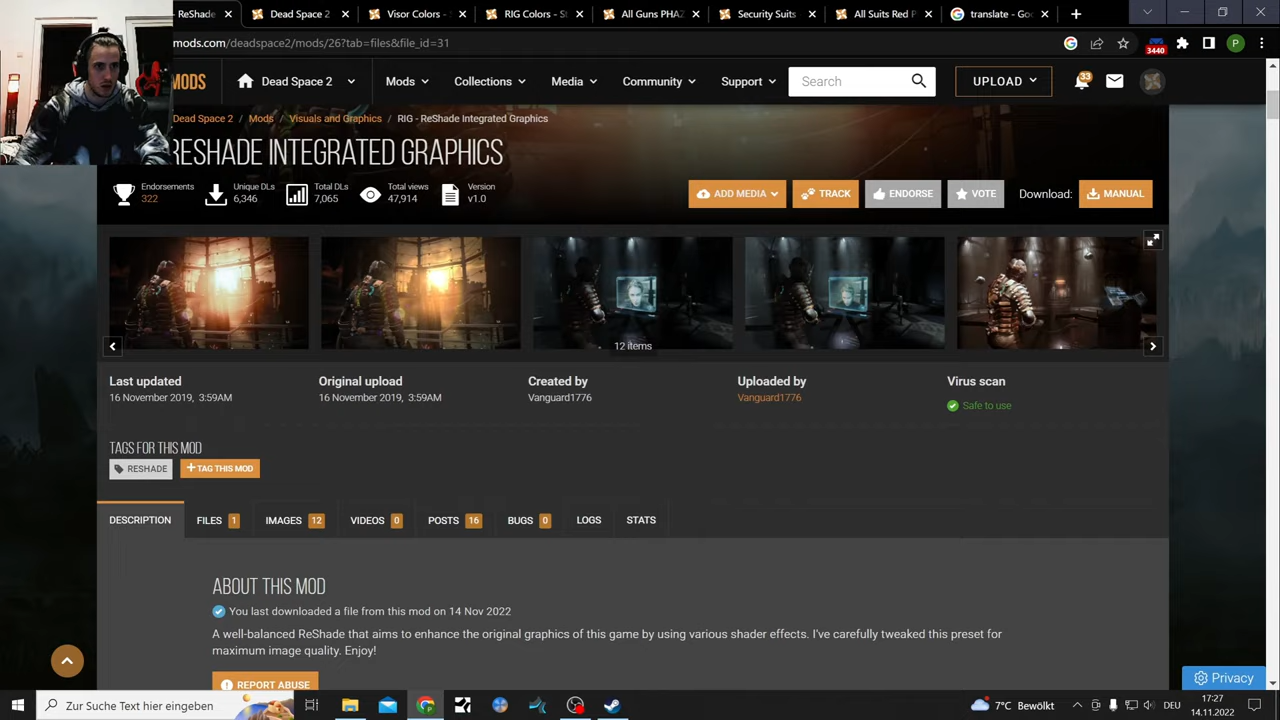 ReShade
Dead Space 2
Visor Colors - S
RIG Colors - St
All Guns PHAZ
Security Suits
All Suits Red P
translate - Goo
mods.com/deadspace2/mods/26?tab=files&file_id=31
3440
P
MODS
Dead Space 2
Mods
Collections
Media
Community
Support
Search
UPLOAD
33
Dead Space 2 / Mods / Visuals and Graphics / RIG - ReShade Integrated Graphics
RESHADE INTEGRATED GRAPHICS
Endorsements
322
Unique DLs
6,346
Total DLs
7,065
Total views
47,914
Version
v1.0
ADD MEDIA
TRACK
ENDORSE
VOTE
Download:
MANUAL
12 items
Last updated
16 November 2019, 3:59AM
Original upload
16 November 2019, 3:59AM
Created by
Vanguard1776
Uploaded by
Vanguard1776
Virus scan
Safe to use
TAGS FOR THIS MOD
RESHADE
+ TAG THIS MOD
DESCRIPTION
FILES 1
IMAGES 12
VIDEOS 0
POSTS 16
BUGS 0
LOGS
STATS
ABOUT THIS MOD
You last downloaded a file from this mod on 14 Nov 2022
A well-balanced ReShade that aims to enhance the original graphics of this game by using various shader effects. I've carefully tweaked this preset for
maximum image quality. Enjoy!
REPORT ABUSE
Privacy
Zur Suche Text hier eingeben
7°C Bewölkt
DEU
17:27
14.11.2022